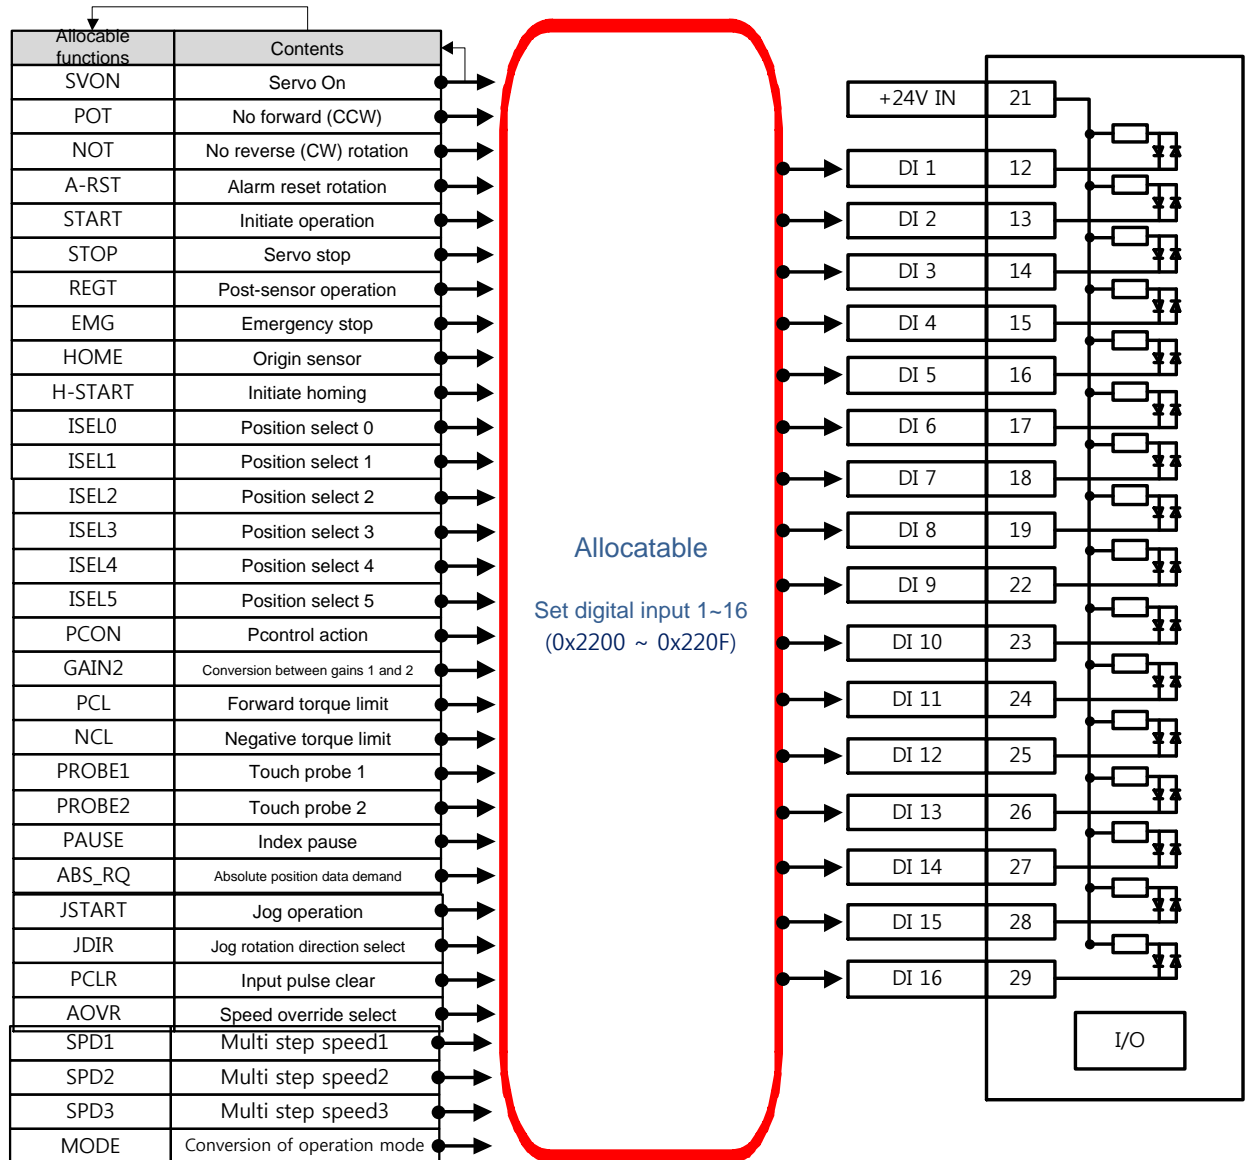 Allocable functions Contents
SVON Servo On
POT No forward (CCW)
NOT No reverse (CW) rotation
A-RST Alarm reset rotation
START Initiate operation
STOP Servo stop
REGT Post-sensor operation
EMG Emergency stop
HOME Origin sensor
H-START Initiate homing
ISEL0 Position select 0
ISEL1 Position select 1
ISEL2 Position select 2
ISEL3 Position select 3
ISEL4 Position select 4
ISEL5 Position select 5
PCON Pcontrol action
GAIN2 Conversion between gains 1 and 2
PCL Forward torque limit
NCL Negative torque limit
PROBE1 Touch probe 1
PROBE2 Touch probe 2
PAUSE Index pause
ABS_RQ Absolute position data demand
JSTART Jog operation
JDIR Jog rotation direction select
PCLR Input pulse clear
AOVR Speed override select
SPD1 Multi step speed1
SPD2 Multi step speed2
SPD3 Multi step speed3
MODE Conversion of operation mode
Allocatable
Set digital input 1~16
(0x2200 ~ 0x220F)
+24V IN 21
DI 1 12
DI 2 13
DI 3 14
DI 4 15
DI 5 16
DI 6 17
DI 7 18
DI 8 19
DI 9 22
DI 10 23
DI 11 24
DI 12 25
DI 13 26
DI 14 27
DI 15 28
DI 16 29
I/O